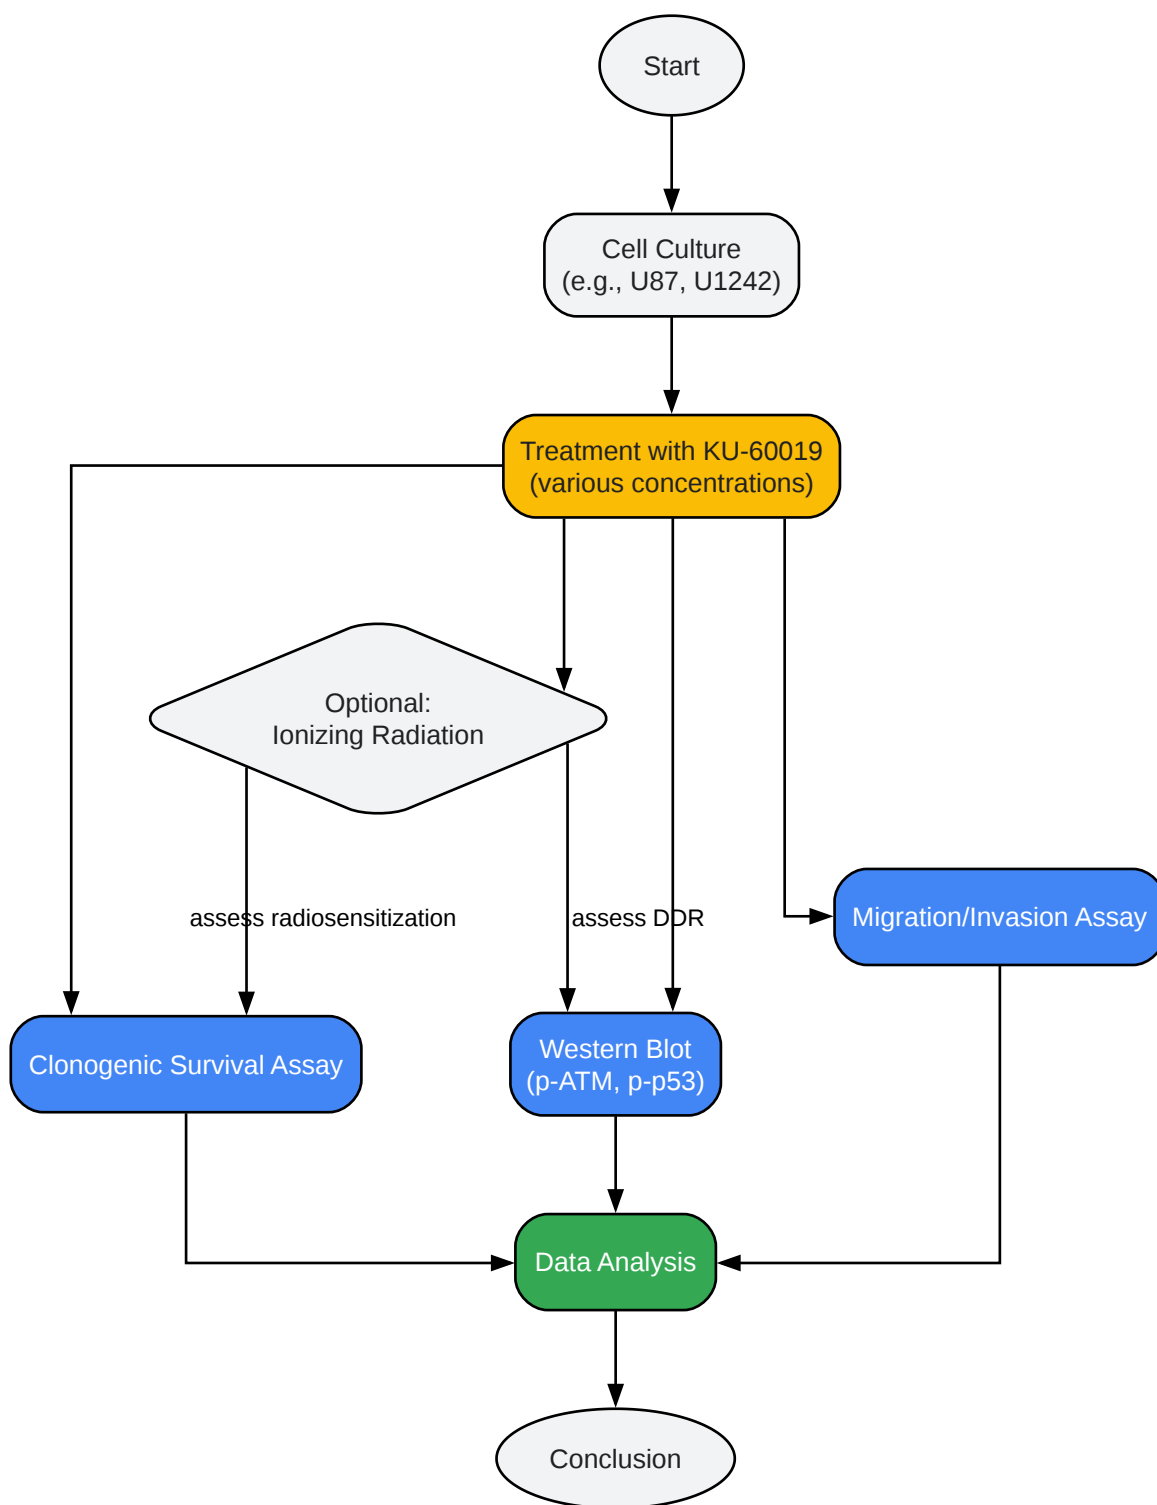 Start
Cell Culture
(e.g., U87, U1242)
Treatment with KU-60019
(various concentrations)
Optional:
Ionizing Radiation
assess radiosensitization
assess DDR
Migration/Invasion Assay
Clonogenic Survival Assay
Western Blot
(p-ATM, p-p53)
Data Analysis
Conclusion